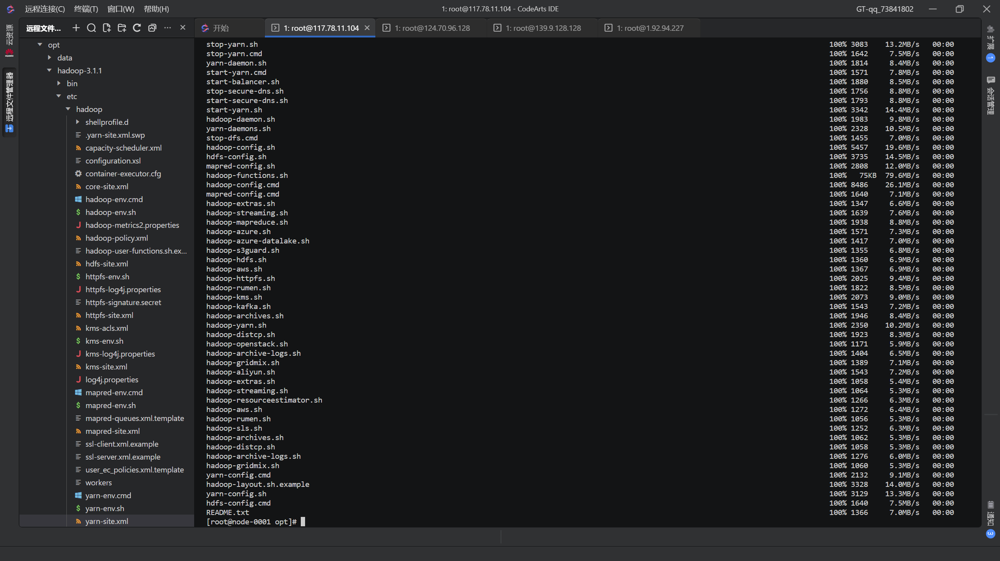 远程连接(C) 终端(T) 窗口(W) 帮助(H)
1: root@117.78.11.104 - CodeArts IDE
GT-qq_73841802
云资源
HUAWEI
远程文件管理器
远程文件...
opt
data
hadoop-3.1.1
bin
etc
hadoop
shellprofile.d
.yarn-site.xml.swp
capacity-scheduler.xml
configuration.xsl
container-executor.cfg
core-site.xml
hadoop-env.cmd
hadoop-env.sh
hadoop-metrics2.properties
hadoop-policy.xml
hadoop-user-functions.sh.ex...
hdfs-site.xml
httpfs-env.sh
httpfs-log4j.properties
httpfs-signature.secret
httpfs-site.xml
kms-acls.xml
kms-env.sh
kms-log4j.properties
kms-site.xml
log4j.properties
mapred-env.cmd
mapred-env.sh
mapred-queues.xml.template
mapred-site.xml
ssl-client.xml.example
ssl-server.xml.example
user_ec_policies.xml.template
workers
yarn-env.cmd
yarn-env.sh
yarn-site.xml
开始 1: root@117.78.11.104 1: root@124.70.96.128 1: root@139.9.128.128 1: root@1.92.94.227
stop-yarn.sh 100% 3083 13.2MB/s 00:00
stop-yarn.cmd 100% 1642 7.5MB/s 00:00
yarn-daemon.sh 100% 1814 8.4MB/s 00:00
start-yarn.cmd 100% 1571 7.8MB/s 00:00
start-balancer.sh 100% 1880 8.5MB/s 00:00
stop-secure-dns.sh 100% 1756 8.8MB/s 00:00
start-secure-dns.sh 100% 1793 8.8MB/s 00:00
start-yarn.sh 100% 3342 14.4MB/s 00:00
hadoop-daemon.sh 100% 1983 9.8MB/s 00:00
yarn-daemons.sh 100% 2328 10.5MB/s 00:00
stop-dfs.cmd 100% 1455 7.0MB/s 00:00
hadoop-config.sh 100% 5457 19.6MB/s 00:00
hdfs-config.sh 100% 3735 14.5MB/s 00:00
mapred-config.sh 100% 2808 12.0MB/s 00:00
hadoop-functions.sh 100% 75KB 79.6MB/s 00:00
hadoop-config.cmd 100% 8486 26.1MB/s 00:00
mapred-config.cmd 100% 1640 7.1MB/s 00:00
hadoop-extras.sh 100% 1347 6.6MB/s 00:00
hadoop-streaming.sh 100% 1639 7.6MB/s 00:00
hadoop-mapreduce.sh 100% 1938 8.8MB/s 00:00
hadoop-azure.sh 100% 1571 7.3MB/s 00:00
hadoop-azure-datalake.sh 100% 1417 7.0MB/s 00:00
hadoop-s3guard.sh 100% 1355 6.8MB/s 00:00
hadoop-hdfs.sh 100% 1360 6.9MB/s 00:00
hadoop-aws.sh 100% 1367 6.9MB/s 00:00
hadoop-httpfs.sh 100% 2025 9.4MB/s 00:00
hadoop-rumen.sh 100% 1822 8.5MB/s 00:00
hadoop-kms.sh 100% 2073 9.0MB/s 00:00
hadoop-kafka.sh 100% 1543 7.2MB/s 00:00
hadoop-archives.sh 100% 1946 8.4MB/s 00:00
hadoop-yarn.sh 100% 2350 10.2MB/s 00:00
hadoop-distcp.sh 100% 1923 8.3MB/s 00:00
hadoop-openstack.sh 100% 1171 5.9MB/s 00:00
hadoop-archive-logs.sh 100% 1404 6.5MB/s 00:00
hadoop-gridmix.sh 100% 1389 7.1MB/s 00:00
hadoop-aliyun.sh 100% 1543 7.2MB/s 00:00
hadoop-extras.sh 100% 1058 5.4MB/s 00:00
hadoop-streaming.sh 100% 1064 5.3MB/s 00:00
hadoop-resourceestimator.sh 100% 1266 6.3MB/s 00:00
hadoop-aws.sh 100% 1272 6.4MB/s 00:00
hadoop-rumen.sh 100% 1056 5.3MB/s 00:00
hadoop-sls.sh 100% 1252 6.3MB/s 00:00
hadoop-archives.sh 100% 1062 5.3MB/s 00:00
hadoop-distcp.sh 100% 1058 5.3MB/s 00:00
hadoop-archive-logs.sh 100% 1276 6.0MB/s 00:00
hadoop-gridmix.sh 100% 1060 5.3MB/s 00:00
yarn-config.cmd 100% 2132 9.1MB/s 00:00
hadoop-layout.sh.example 100% 3328 14.0MB/s 00:00
yarn-config.sh 100% 3129 13.3MB/s 00:00
hdfs-config.cmd 100% 1640 7.5MB/s 00:00
README.txt 100% 1366 7.0MB/s 00:00
[root@node-0001 opt]#
扩展 1
会话管理
通知 3